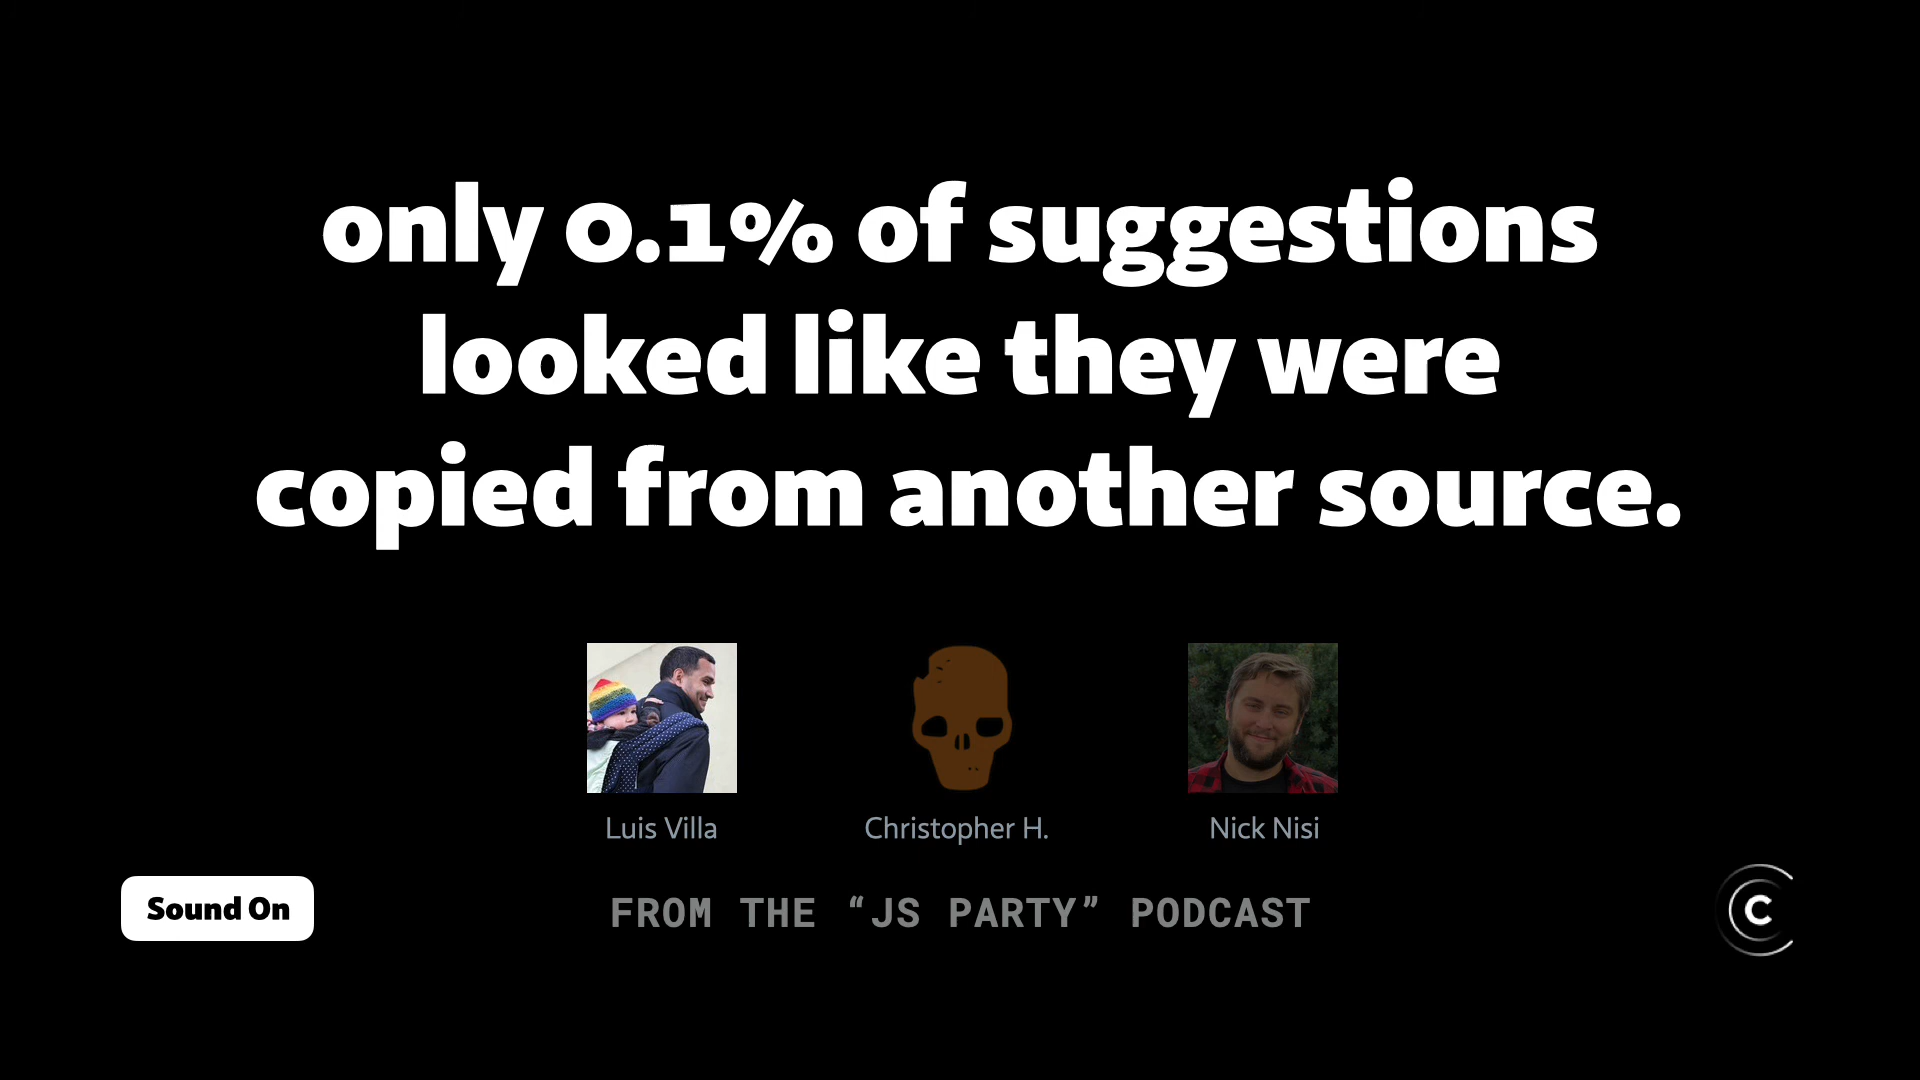 only 0.1% of suggestions
looked like they were
copied from another source.
Luis Villa
Christopher H.
Nick Nisi
Sound On
FROM THE “JS PARTY” PODCAST
C